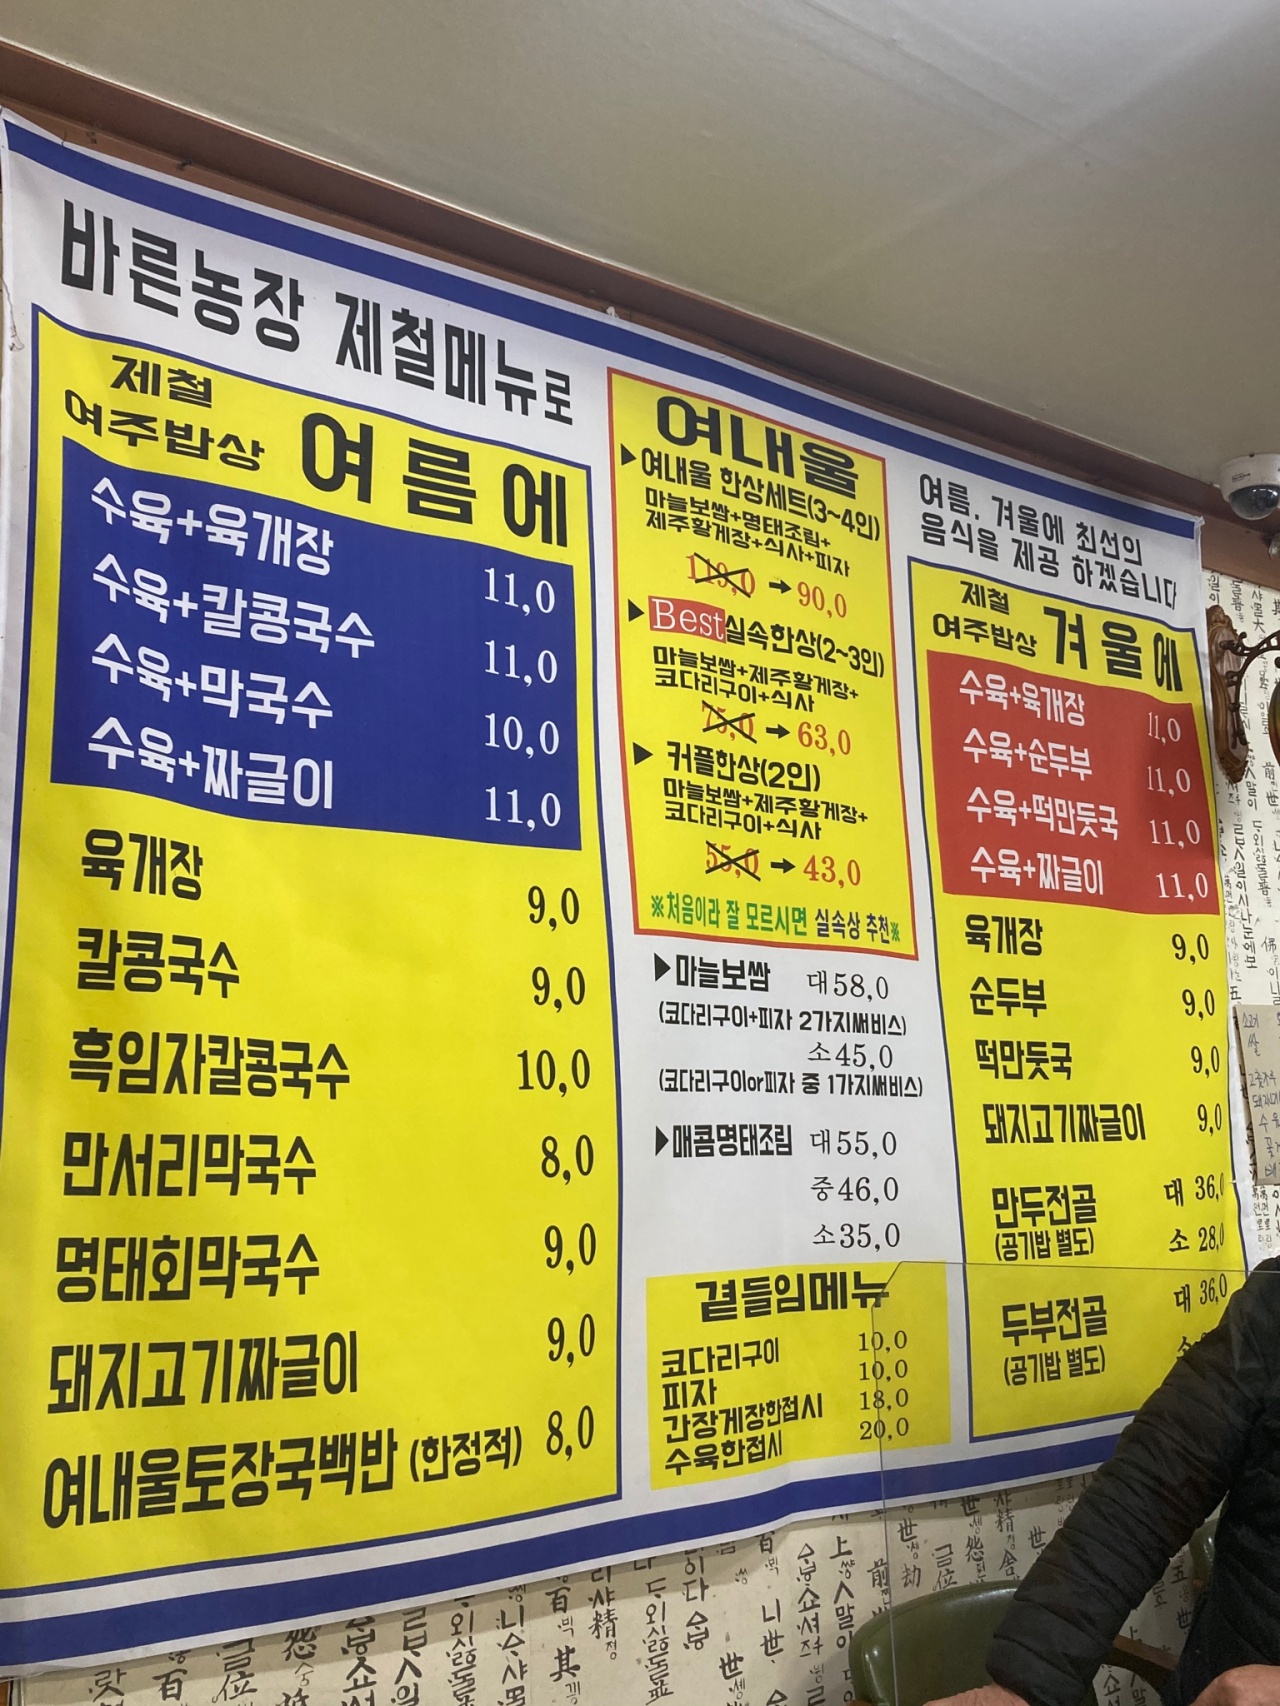 바른농장 제철메뉴로
제철
여주밥상 여름에
수육+육개장 11,0
수육+칼콩국수 11,0
수육+막국수 10,0
수육+짜글이 11,0
육개장 9,0
칼콩국수 9,0
흑임자칼콩국수 10,0
만서리막국수 8,0
명태회막국수 9,0
돼지고기짜글이 9,0
여내울토장국백반 (한정적) 8,0
여내울
▶여내울 한상세트(3~4인)
마늘보쌈+명태조림+
제주황게장+식사+피자
119,0 → 90,0
▶Best실속한상(2~3인)
마늘보쌈+제주황게장+
코다리구이+식사
75,0 → 63,0
▶ 커플한상(2인)
마늘보쌈+제주황게장+
코다리구이+식사
55,0 → 43,0
※처음이라 잘 모르시면 실속상 추천※
▶마늘보쌈 대58,0
(코다리구이+피자 2가지써비스)
소45,0
(코다리구이or피자 중 1가지써비스)
▶매콤명태조림 대55,0
중46,0
소35,0
곁들임메뉴
코다리구이 10,0
피자 10,0
간장게장한접시 18,0
수육한접시 20,0
여름, 겨울에 최선의
음식을 제공 하겠습니다
제철
여주밥상 겨울에
수육+육개장 11,0
수육+순두부 11,0
수육+떡만둣국 11,0
수육+짜글이 11,0
육개장 9,0
순두부 9,0
떡만둣국 9,0
돼지고기짜글이 9,0
만두전골 대 36,0
(공기밥 별도) 소 28,0
두부전골 대 36,0
(공기밥 별도)